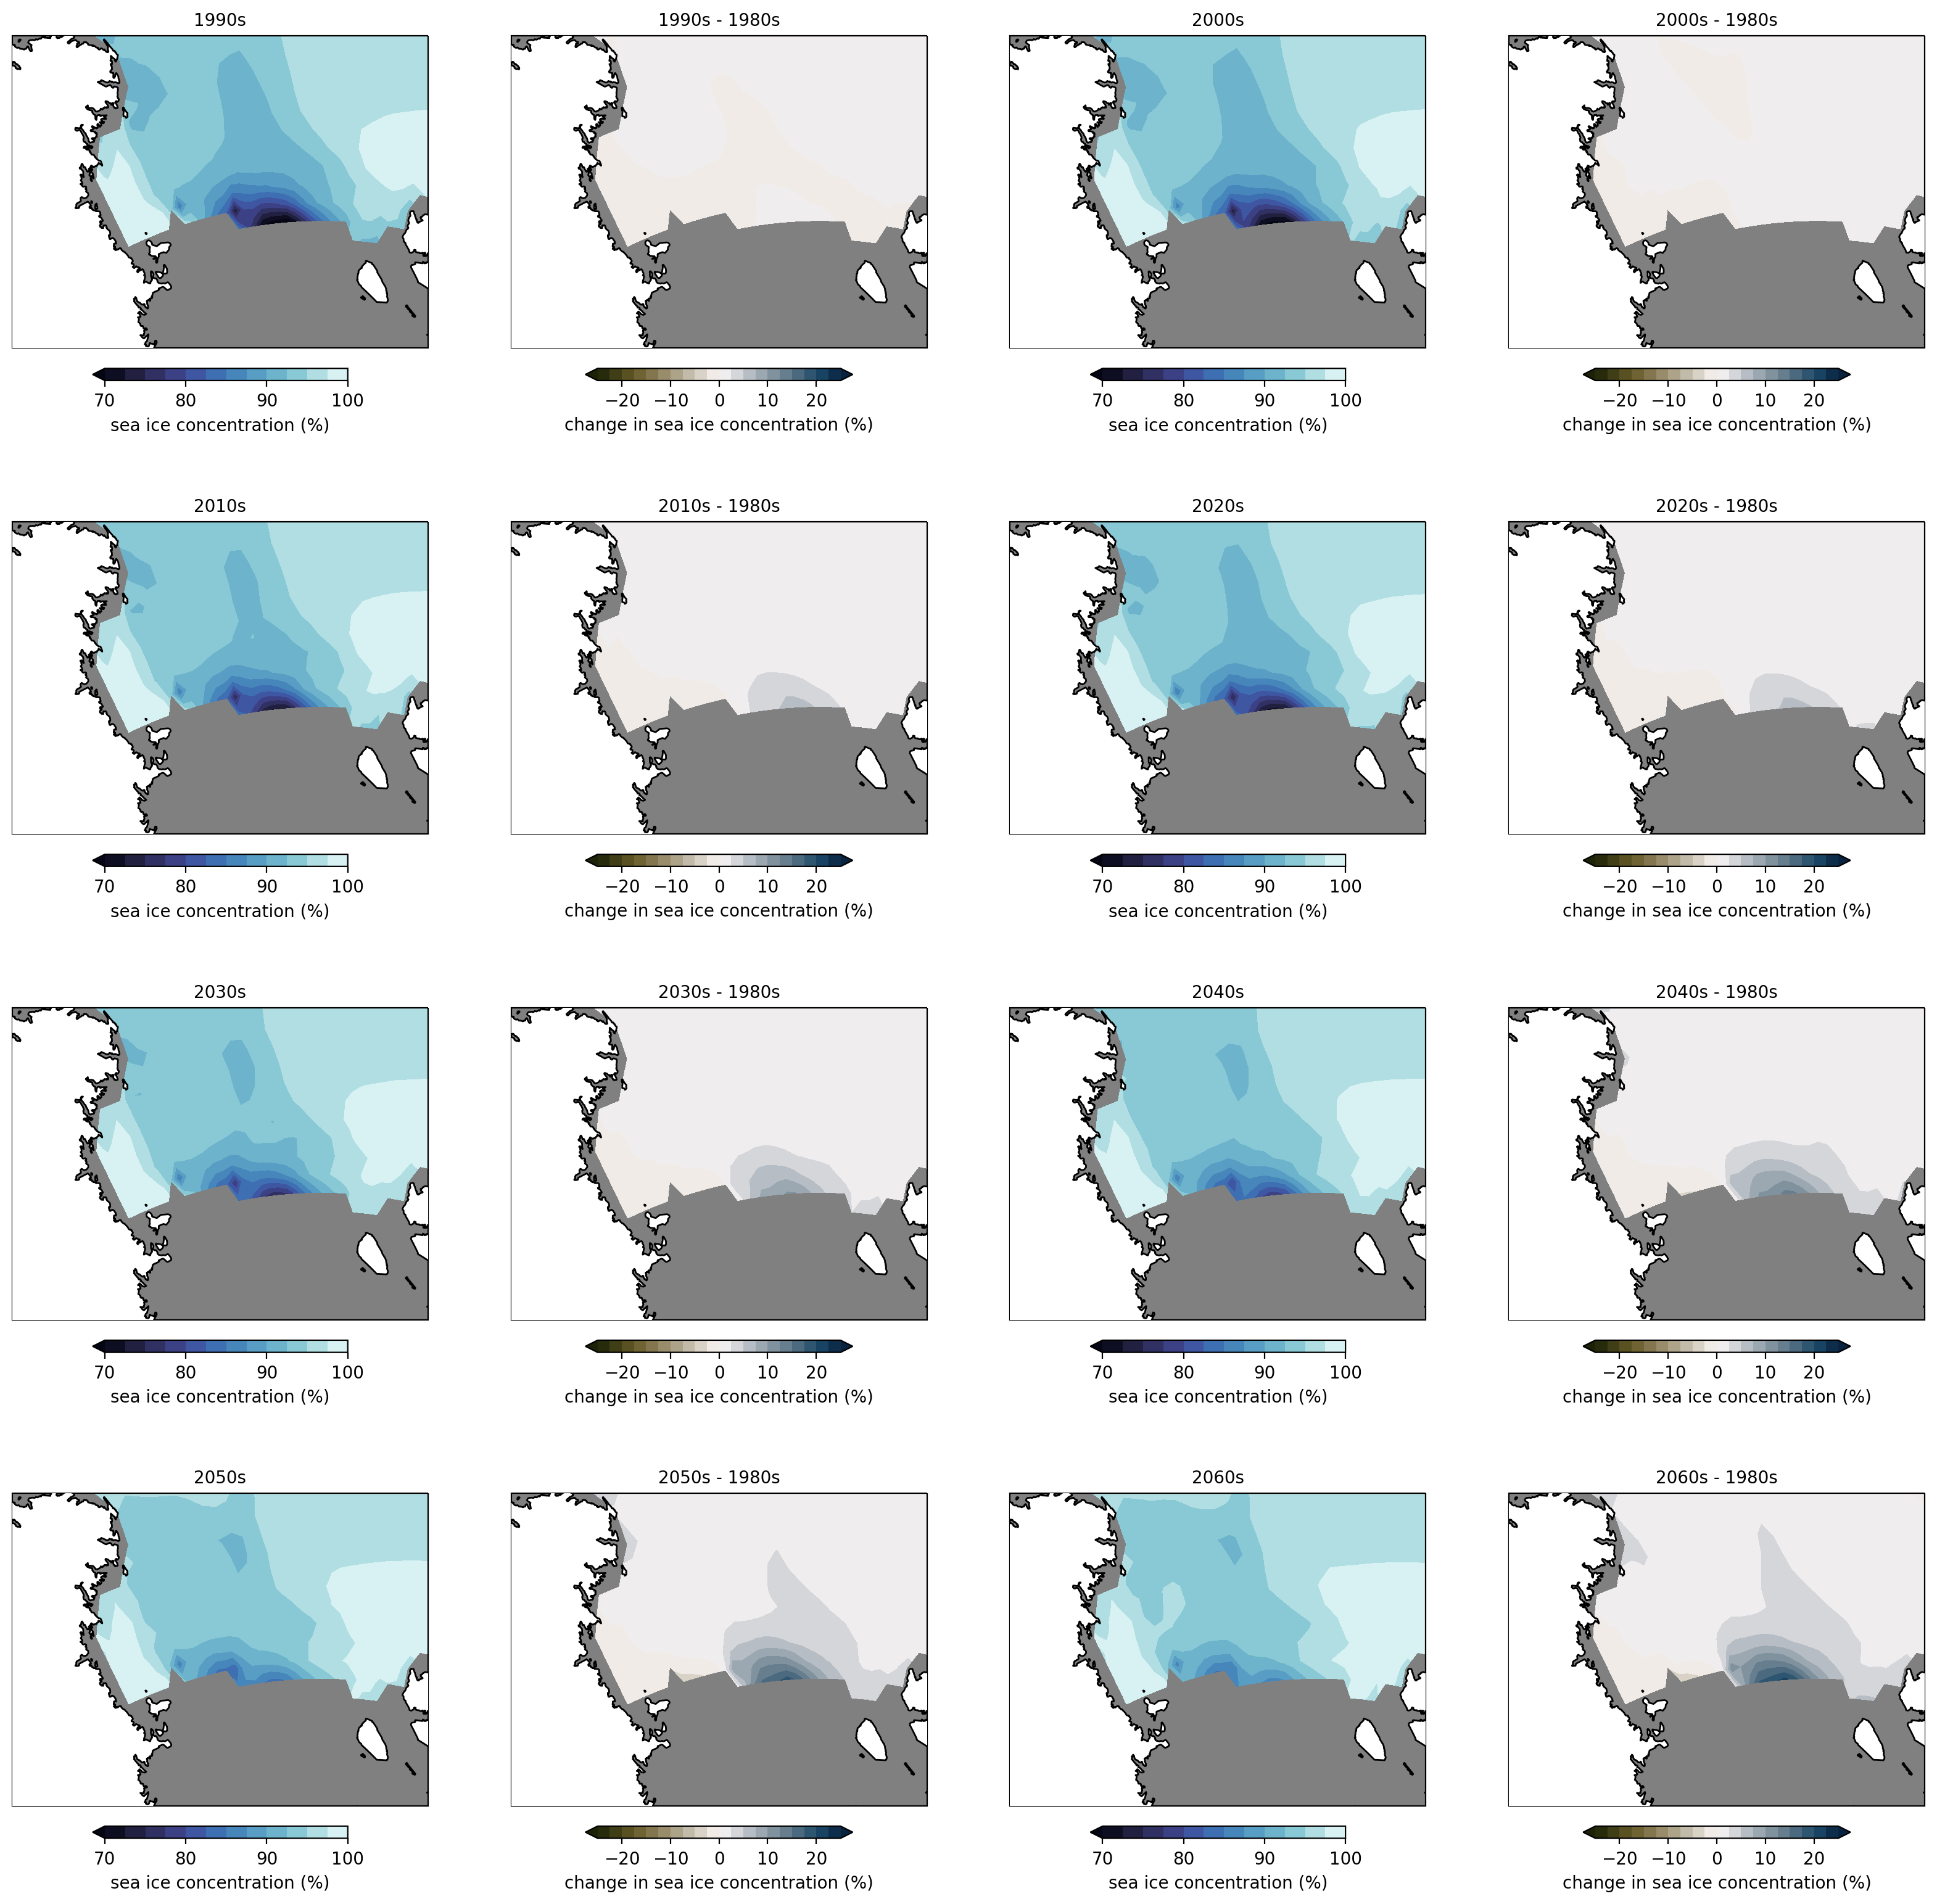 1990s 1990s - 1980s 2000s 2000s - 1980s
70 80 90 100 −20 −10 0 10 20 70 80 90 100 −20 −10 0 10 20
sea ice concentration (%) change in sea ice concentration (%) sea ice concentration (%) change in sea ice concentration (%)
2010s 2010s - 1980s 2020s 2020s - 1980s
70 80 90 100 −20 −10 0 10 20 70 80 90 100 −20 −10 0 10 20
sea ice concentration (%) change in sea ice concentration (%) sea ice concentration (%) change in sea ice concentration (%)
2030s 2030s - 1980s 2040s 2040s - 1980s
70 80 90 100 −20 −10 0 10 20 70 80 90 100 −20 −10 0 10 20
sea ice concentration (%) change in sea ice concentration (%) sea ice concentration (%) change in sea ice concentration (%)
2050s 2050s - 1980s 2060s 2060s - 1980s
70 80 90 100 −20 −10 0 10 20 70 80 90 100 −20 −10 0 10 20
sea ice concentration (%) change in sea ice concentration (%) sea ice concentration (%) change in sea ice concentration (%)